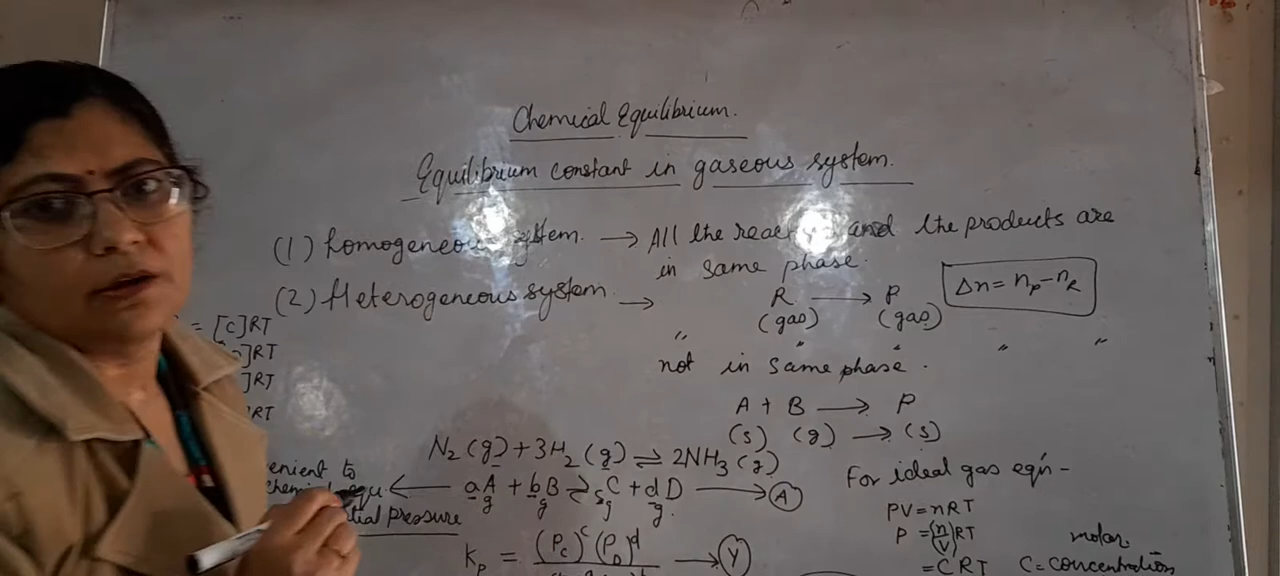 Chemical Equilibrium.
Equilibrium constant in gaseous system.
(1) homogeneous system. → All the and the products are
in same phase.
(2) Heterogeneous system →
R → P
(gas) (gas)
Δn = nP - nR
" " " " "
not in same phase.
A + B → P
(s) (g) → (s)
= [C]RT
]RT
]RT
RT
N2 (g) + 3H2 (g) ⇌ 2NH3 (g)
← aA + bB ⇌ C + dD → (A)
g g g g
pressure
Kp = (PC)^c (PD)^d → (Y)
For ideal gas eqn -
PV = nRT
P = (n/V) RT
= CRT
molar
C = concentration